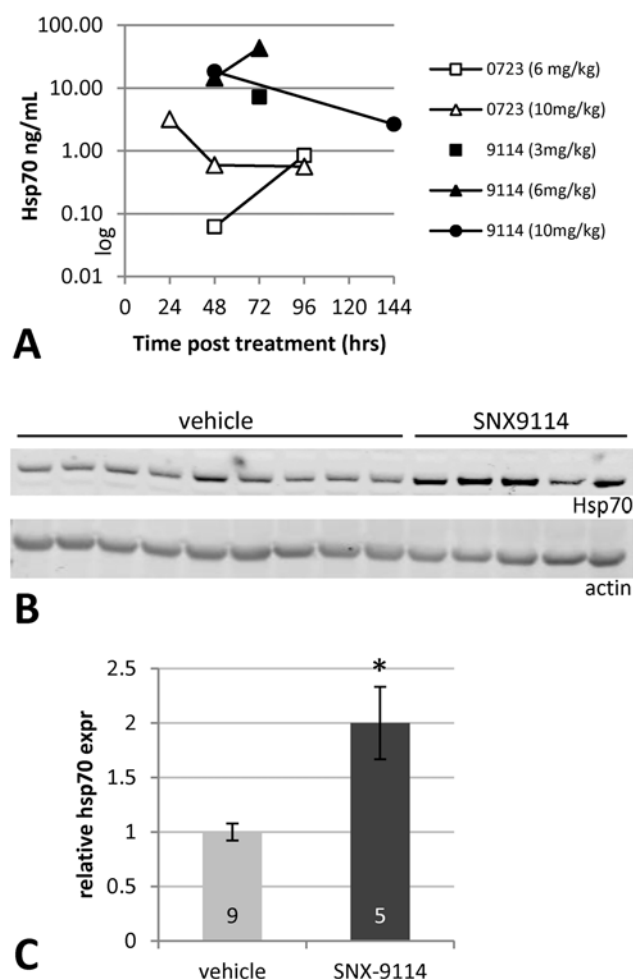 100.00
10.00
1.00
0.10
0.01
Hsp70 ng/mL
log
0 24 48 72 96 120 144
Time post treatment (hrs)
0723 (6 mg/kg)
0723 (10mg/kg)
9114 (3mg/kg)
9114 (6mg/kg)
9114 (10mg/kg)
A
vehicle SNX9114
Hsp70
actin
B
2.5
2
1.5
1
0.5
0
relative hsp70 expr
*
9 5
vehicle SNX-9114
C